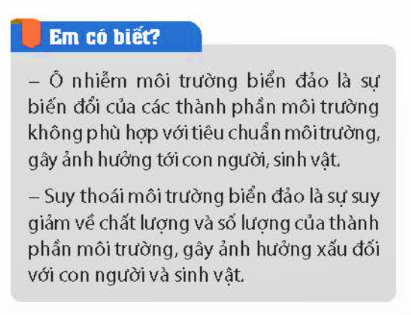 Em có biết?
– Ô nhiễm môi trường biển đảo là sự
biến đổi của các thành phần môi trường
không phù hợp với tiêu chuẩn môi trường,
gây ảnh hưởng tới con người, sinh vật.
– Suy thoái môi trường biển đảo là sự suy
giảm về chất lượng và số lượng của thành
phần môi trường, gây ảnh hưởng xấu đối
với con người và sinh vật.